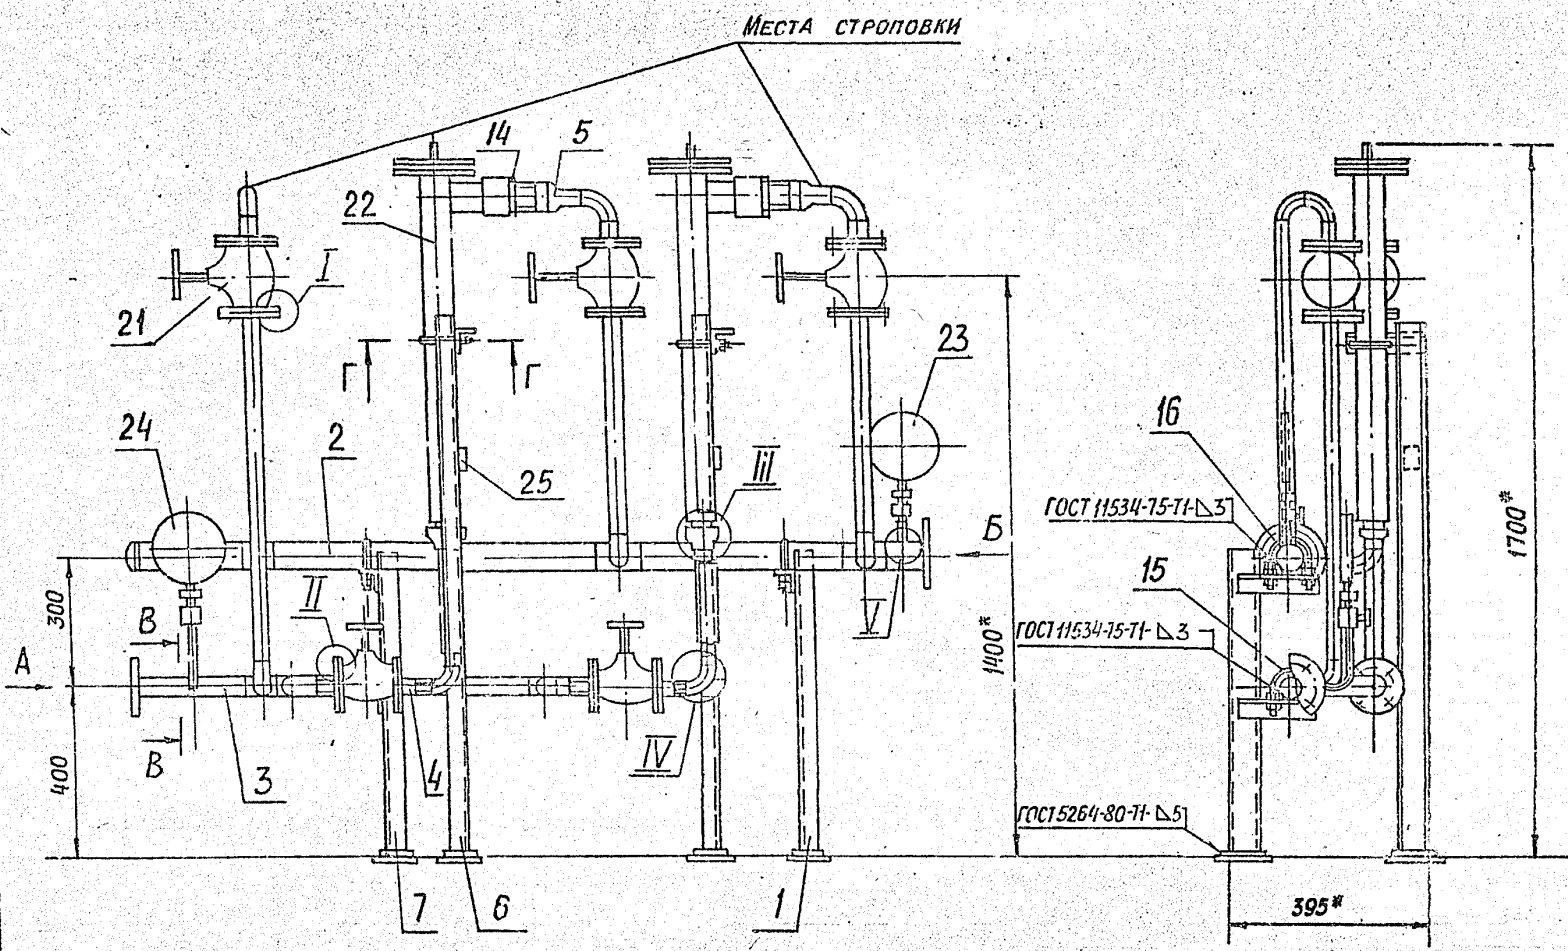 Места строповки
14
5
22
I
21
Г
Г
23
24
2
25
III
16
ГОСТ 11534-75-Т1-⊿3
Б
15
ГОСТ 11534-75-Т1-⊿3
II
V
300
В
А
1400*
1700*
IV
В
3
4
400
ГОСТ 5264-80-Т1-⊿5
7
6
1
395*